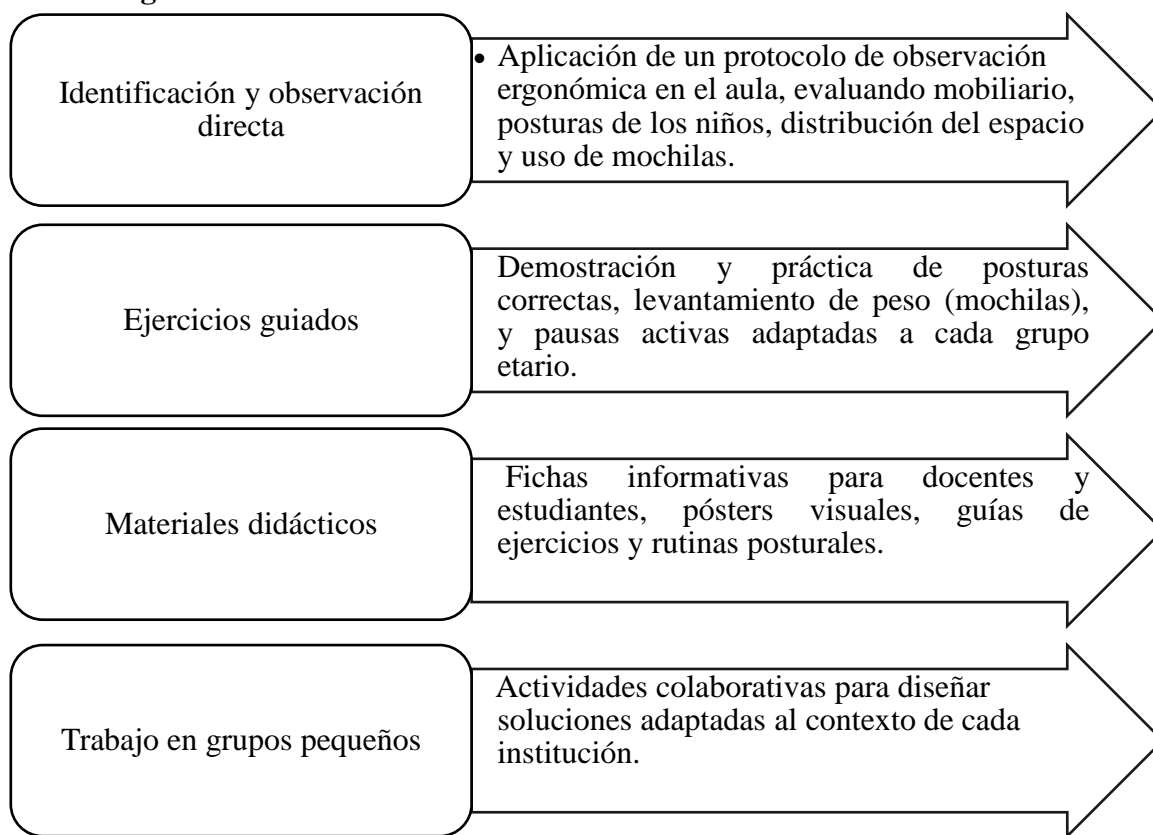 Identificación y observación
directa
• Aplicación de un protocolo de observación
ergonómica en el aula, evaluando mobiliario,
posturas de los niños, distribución del espacio
y uso de mochilas.
Ejercicios guiados
Demostración y práctica de posturas
correctas, levantamiento de peso (mochilas),
y pausas activas adaptadas a cada grupo
etario.
Materiales didácticos
Fichas informativas para docentes y
estudiantes, pósters visuales, guías de
ejercicios y rutinas posturales.
Trabajo en grupos pequeños
Actividades colaborativas para diseñar
soluciones adaptadas al contexto de cada
institución.